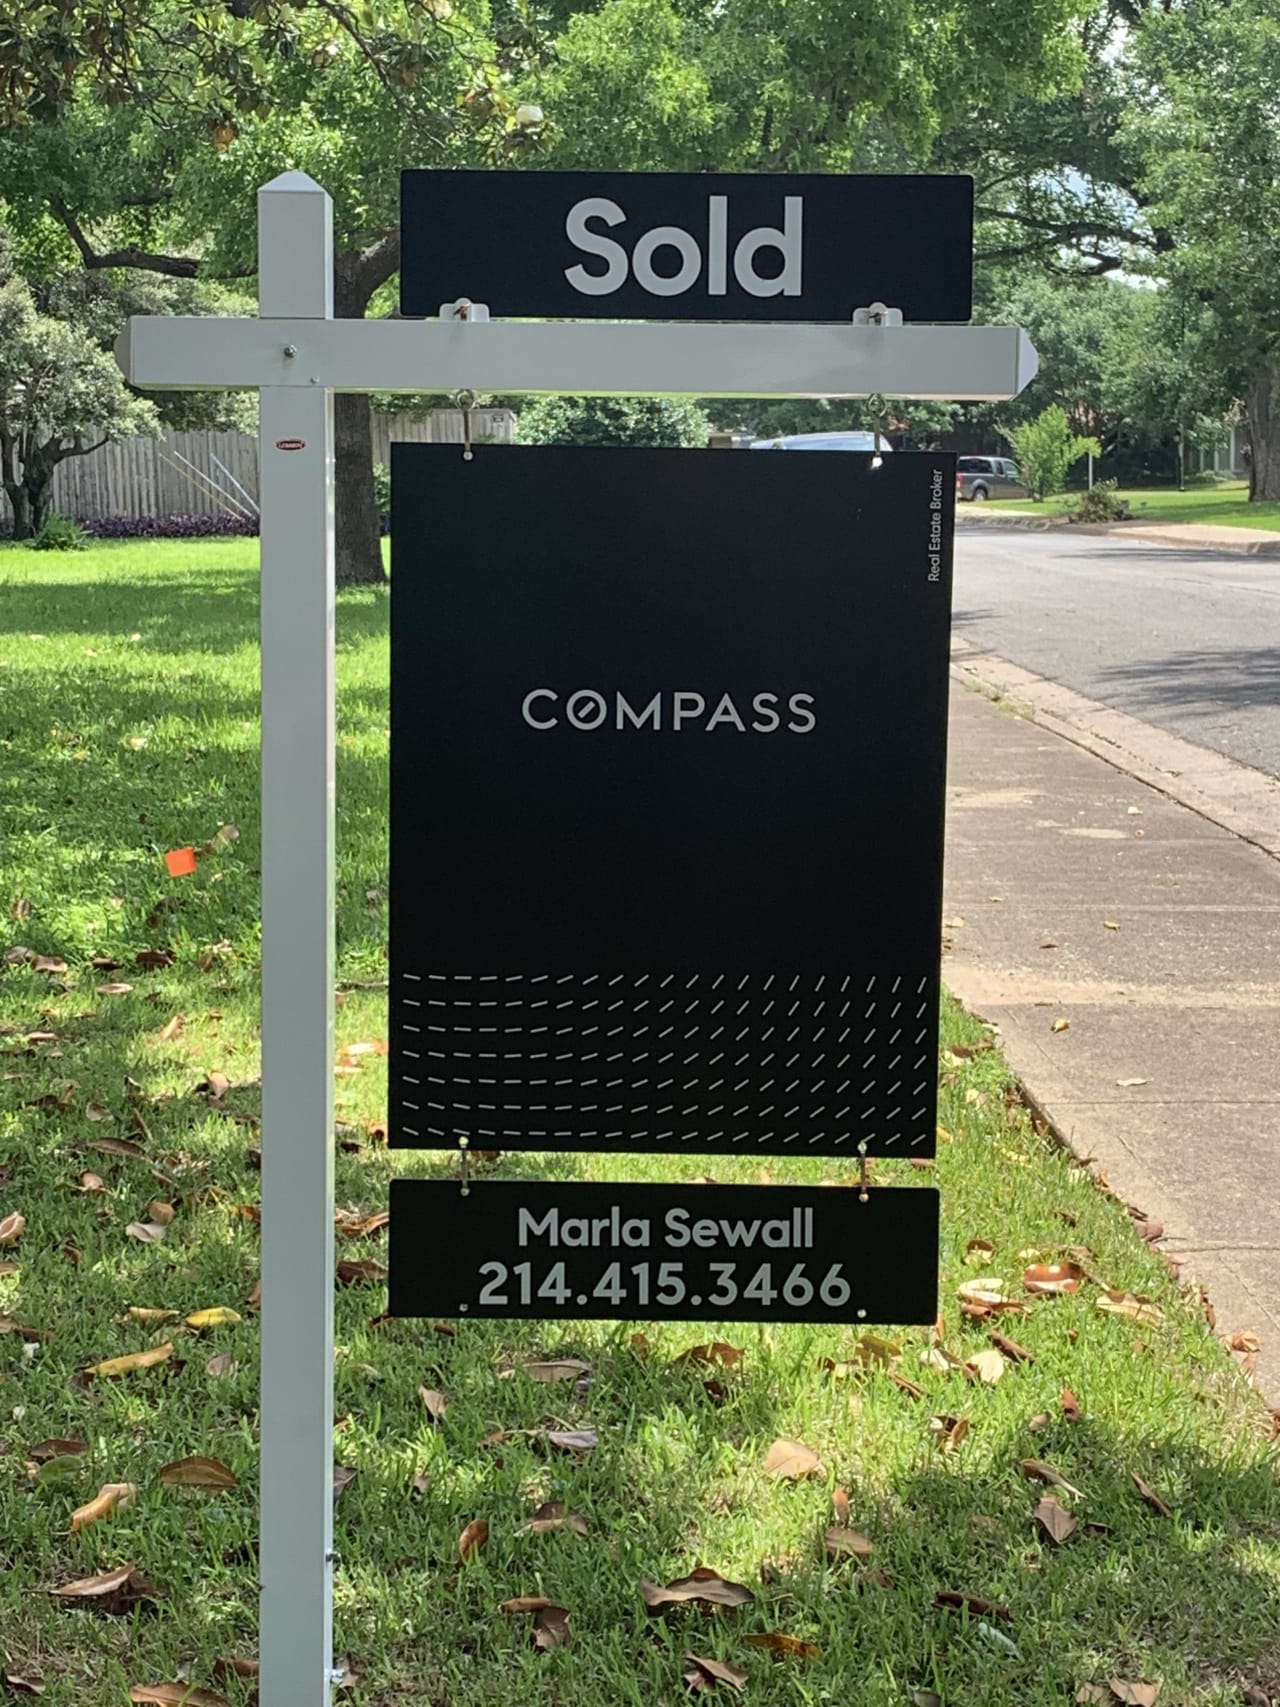 Sold
Real Estate Broker
COMPASS
Marla Sewall
214.415.3466